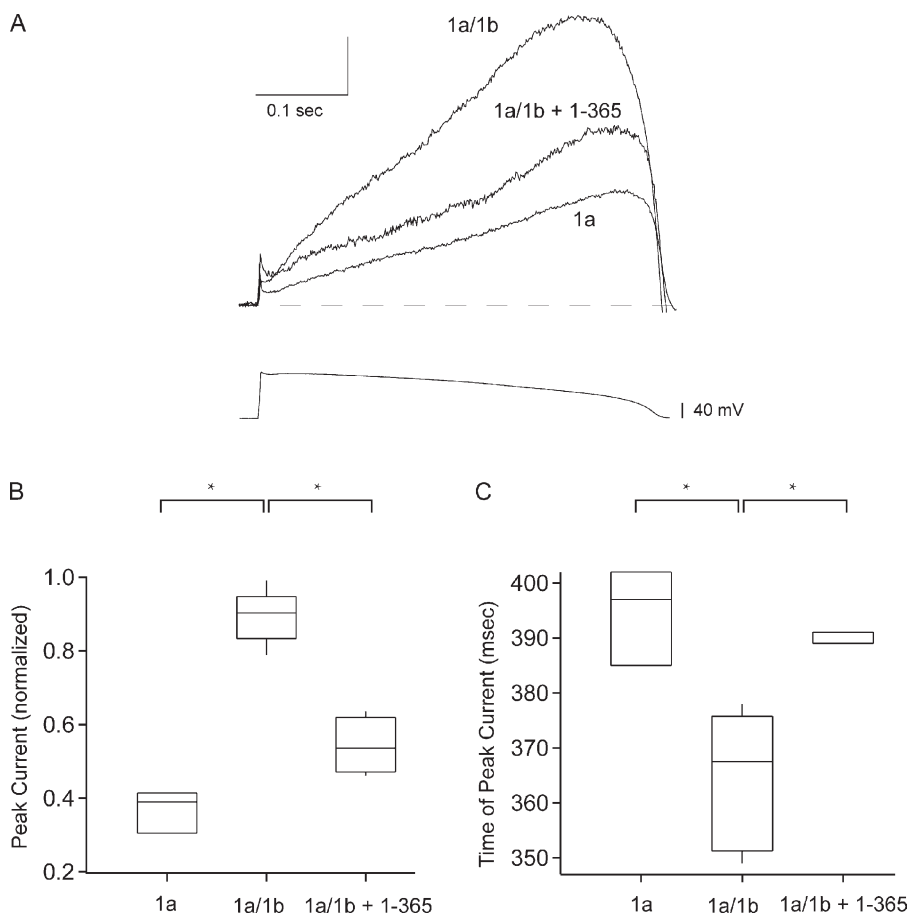 A
1a/1b
0.1 sec
1a/1b + 1-365
1a
40 mV
B
*
*
Peak Current (normalized)
1.0
0.8
0.6
0.4
0.2
1a
1a/1b
1a/1b + 1-365
C
*
*
Time of Peak Current (msec)
400
390
380
370
360
350
1a
1a/1b
1a/1b + 1-365